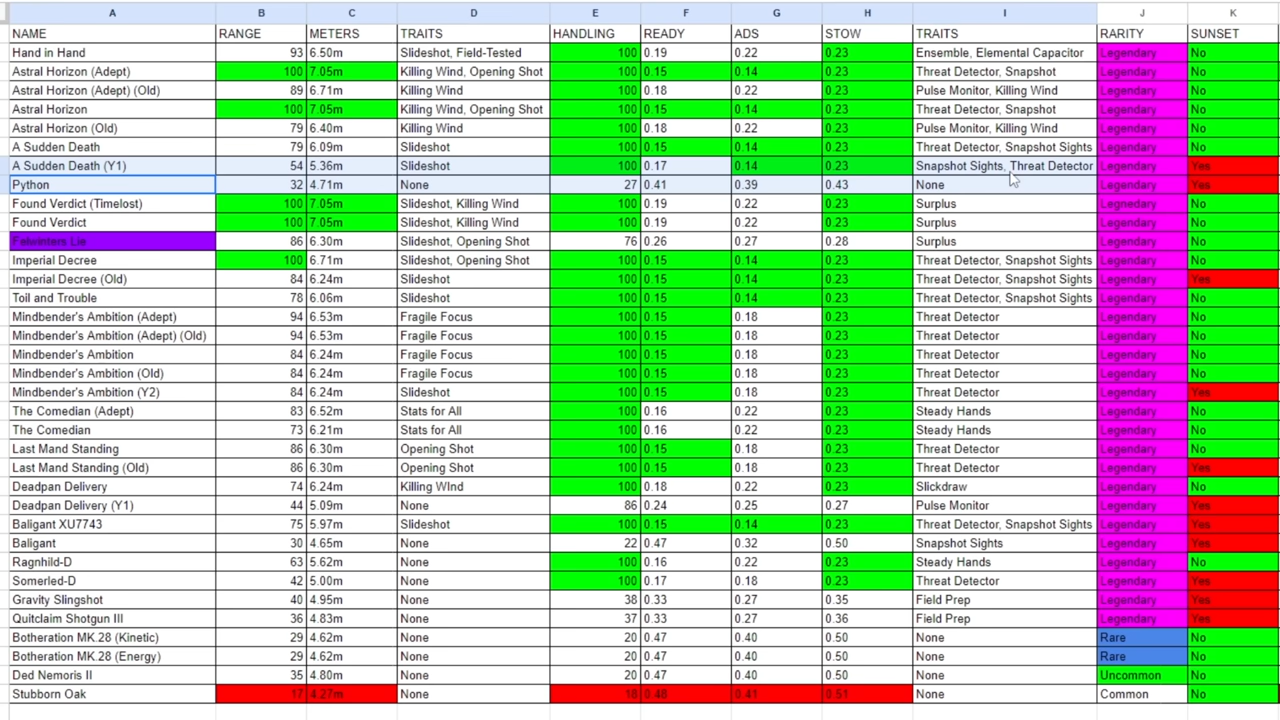 A B C D E F G H I J K
NAME RANGE METERS TRAITS HANDLING READY ADS STOW TRAITS RARITY SUNSET
Hand in Hand 93 6.50m Slideshot, Field-Tested 100 0.19 0.22 0.23 Ensemble, Elemental Capacitor Legendary No
Astral Horizon (Adept) 100 7.05m Killing Wind, Opening Shot 100 0.15 0.14 0.23 Threat Detector, Snapshot Legendary No
Astral Horizon (Adept) (Old) 89 6.71m Killing Wind 100 0.18 0.22 0.23 Pulse Monitor, Killing Wind Legendary No
Astral Horizon 100 7.05m Killing Wind, Opening Shot 100 0.15 0.14 0.23 Threat Detector, Snapshot Legendary No
Astral Horizon (Old) 79 6.40m Killing Wind 100 0.18 0.22 0.23 Pulse Monitor, Killing Wind Legendary No
A Sudden Death 79 6.09m Slideshot 100 0.15 0.14 0.23 Threat Detector, Snapshot Sights Legendary No
A Sudden Death (Y1) 54 5.36m Slideshot 100 0.17 0.14 0.23 Snapshot Sights, Threat Detector Legendary Yes
Python 32 4.71m None 27 0.41 0.39 0.43 None Legendary Yes
Found Verdict (Timelost) 100 7.05m Slideshot, Killing Wind 100 0.19 0.22 0.23 Surplus Legnedary No
Found Verdict 100 7.05m Slideshot, Killing Wind 100 0.19 0.22 0.23 Surplus Legendary No
Felwinters Lie 86 6.30m Slideshot, Opening Shot 76 0.26 0.27 0.28 Surplus Legendary No
Imperial Decree 100 6.71m Slideshot, Opening Shot 100 0.15 0.14 0.23 Threat Detector, Snapshot Sights Legendary No
Imperial Decree (Old) 84 6.24m Slideshot 100 0.15 0.14 0.23 Threat Detector, Snapshot Sights Legendary Yes
Toil and Trouble 78 6.06m Slideshot 100 0.15 0.14 0.23 Threat Detector, Snapshot Sights Legendary No
Mindbender's Ambition (Adept) 94 6.53m Fragile Focus 100 0.15 0.18 0.23 Threat Detector Legendary No
Mindbender's Ambition (Adept) (Old) 94 6.53m Fragile Focus 100 0.15 0.18 0.23 Threat Detector Legendary No
Mindbender's Ambition 84 6.24m Fragile Focus 100 0.15 0.18 0.23 Threat Detector Legendary No
Mindbender's Ambition (Old) 84 6.24m Fragile Focus 100 0.15 0.18 0.23 Threat Detector Legendary No
Mindbender's Ambition (Y2) 84 6.24m Slideshot 100 0.15 0.18 0.23 Threat Detector Legendary Yes
The Comedian (Adept) 83 6.52m Stats for All 100 0.16 0.22 0.23 Steady Hands Legendary No
The Comedian 73 6.21m Stats for All 100 0.16 0.22 0.23 Steady Hands Legendary No
Last Mand Standing 86 6.30m Opening Shot 100 0.15 0.18 0.23 Threat Detector Legendary No
Last Mand Standing (Old) 86 6.30m Opening Shot 100 0.15 0.18 0.23 Threat Detector Legendary Yes
Deadpan Delivery 74 6.24m Killing WInd 100 0.18 0.22 0.23 Slickdraw Legendary No
Deadpan Delivery (Y1) 44 5.09m None 86 0.24 0.25 0.27 Pulse Monitor Legendary Yes
Baligant XU7743 75 5.97m Slideshot 100 0.15 0.14 0.23 Threat Detector, Snapshot Sights Legendary Yes
Baligant 30 4.65m None 22 0.47 0.32 0.50 Snapshot Sights Legendary Yes
Ragnhild-D 63 5.62m None 100 0.16 0.22 0.23 Steady Hands Legendary No
Somerled-D 42 5.00m None 100 0.17 0.18 0.23 Threat Detector Legendary Yes
Gravity Slingshot 40 4.95m None 38 0.33 0.27 0.35 Field Prep Legendary Yes
Quitclaim Shotgun III 36 4.83m None 37 0.33 0.27 0.36 Field Prep Legendary Yes
Botheration MK.28 (Kinetic) 29 4.62m None 20 0.47 0.40 0.50 None Rare No
Botheration MK.28 (Energy) 29 4.62m None 20 0.47 0.40 0.50 None Rare No
Ded Nemoris II 35 4.80m None 20 0.47 0.40 0.50 None Uncommon No
Stubborn Oak 17 4.27m None 18 0.48 0.41 0.51 None Common No